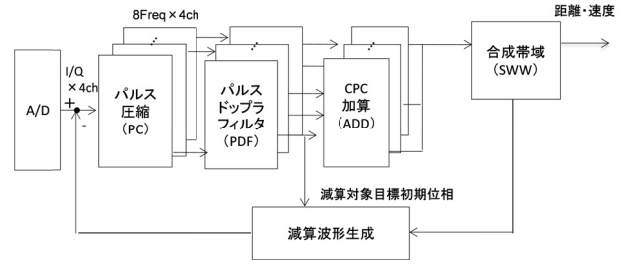 8Freq×4ch
距離・速度
I/Q
×4ch
+
-
A/D
パルス
圧縮
(PC)
パルス
ドップラ
フィルタ
(PDF)
CPC
加算
(ADD)
合成帯域
(SWW)
減算対象目標初期位相
減算波形生成